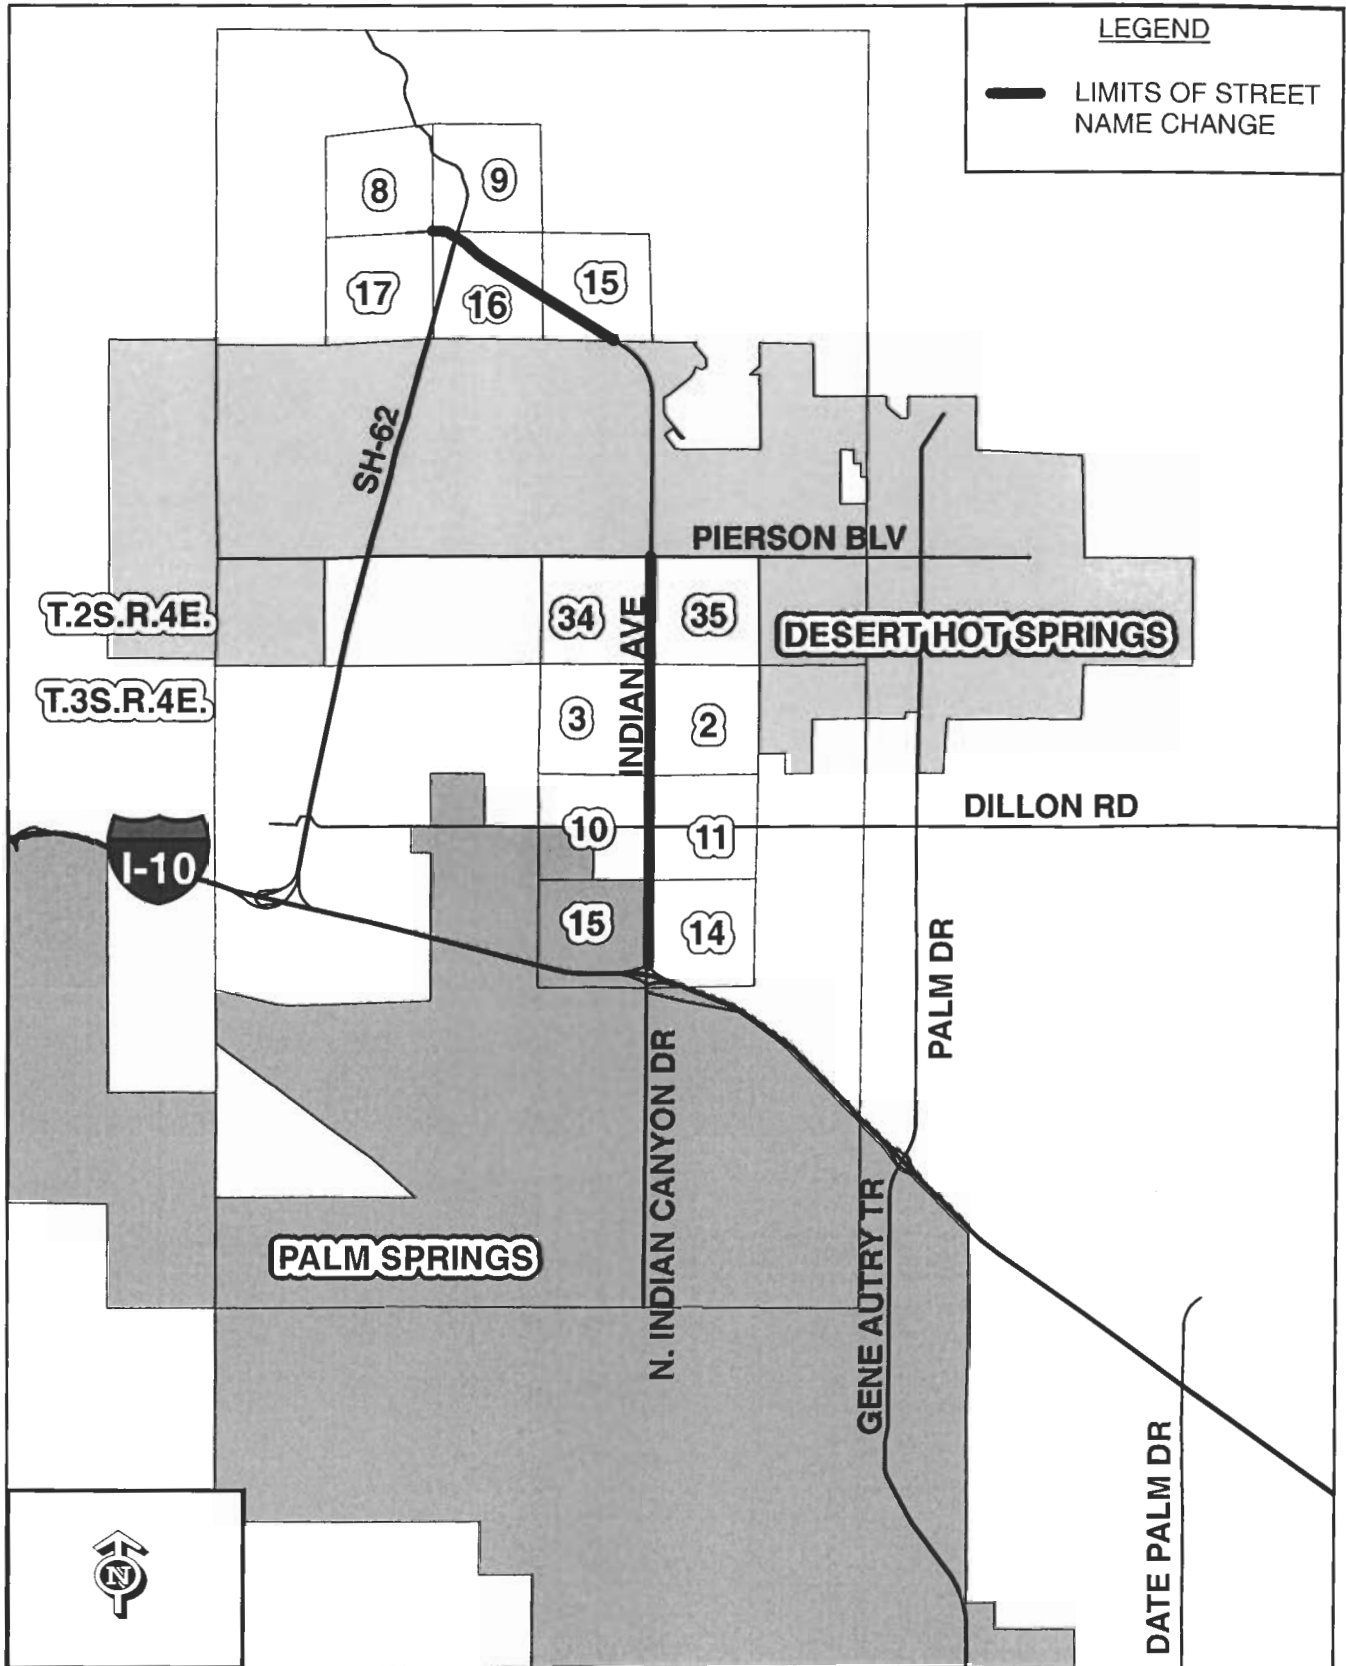 LEGEND
LIMITS OF STREET
NAME CHANGE
8
9
17
16
15
SH-62
PIERSON BLV
T.2S.R.4E.
34
INDIAN AVE
35
DESERT HOT SPRINGS
T.3S.R.4E.
3
2
DILLON RD
10
11
I-10
15
14
PALM DR
N. INDIAN CANYON DR
GENE AUTRY TR
PALM SPRINGS
DATE PALM DR
N